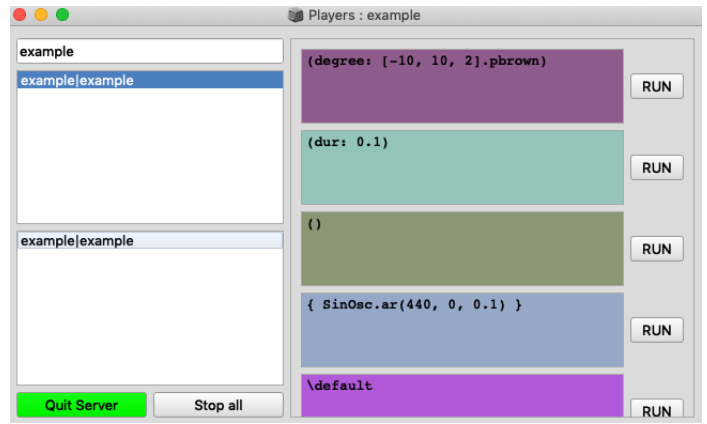 Players : example
example
example|example
example|example
Quit Server
Stop all
(degree: [-10, 10, 2].pbrown)
RUN
(dur: 0.1)
RUN
()
RUN
{ SinOsc.ar(440, 0, 0.1) }
RUN
\default
RUN